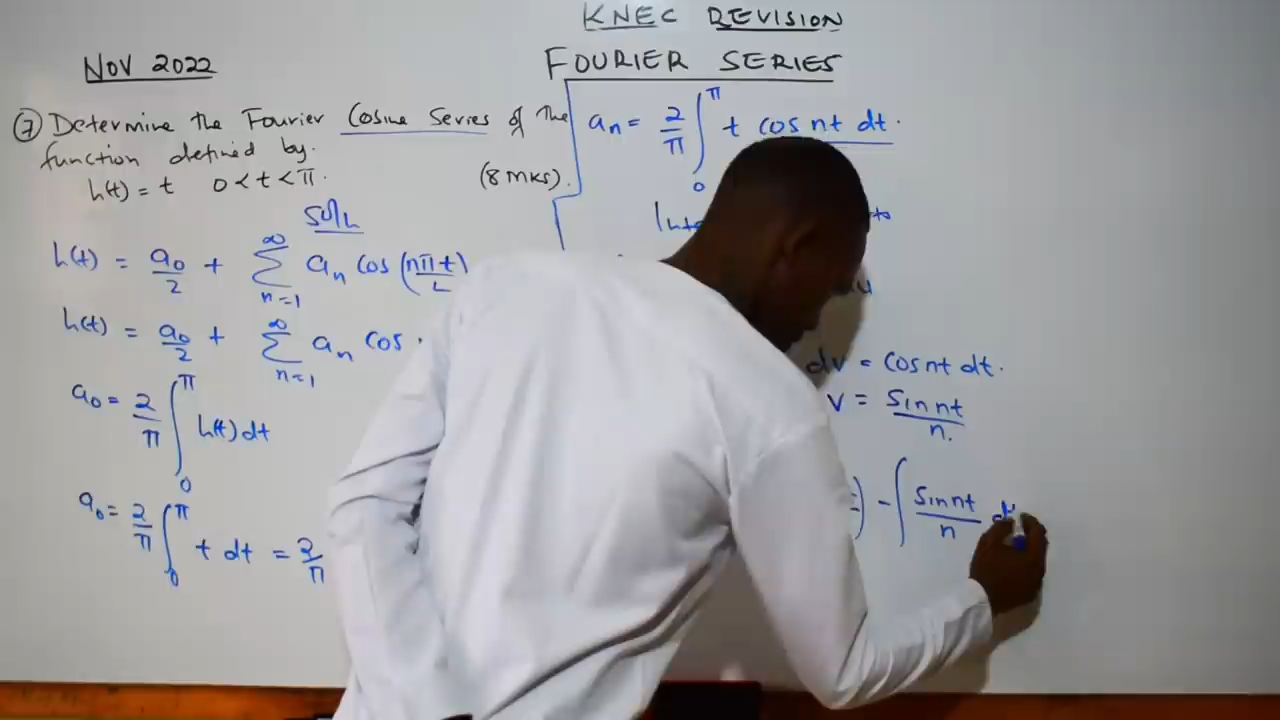 KNEC REVISION
FOURIER SERIES
NOV 2022
⑦ Determine the Fourier Cosine Series of the
function defined by.
h(t) = t 0 < t < π.
(8 mks).
Soln
h(t) = a₀/2 + ∑_{n=1}^{∞} aₙ cos (nπt/L)
h(t) = a₀/2 + ∑_{n=1}^{∞} aₙ cos
a₀ = 2/π ∫₀^π h(t) dt
a₀ = 2/π ∫₀^π t dt = 2/π
aₙ = 2/π ∫₀^π t cos nt dt.
dv = cos nt dt.
v = Sin nt/n.
) - ∫ Sin nt/n